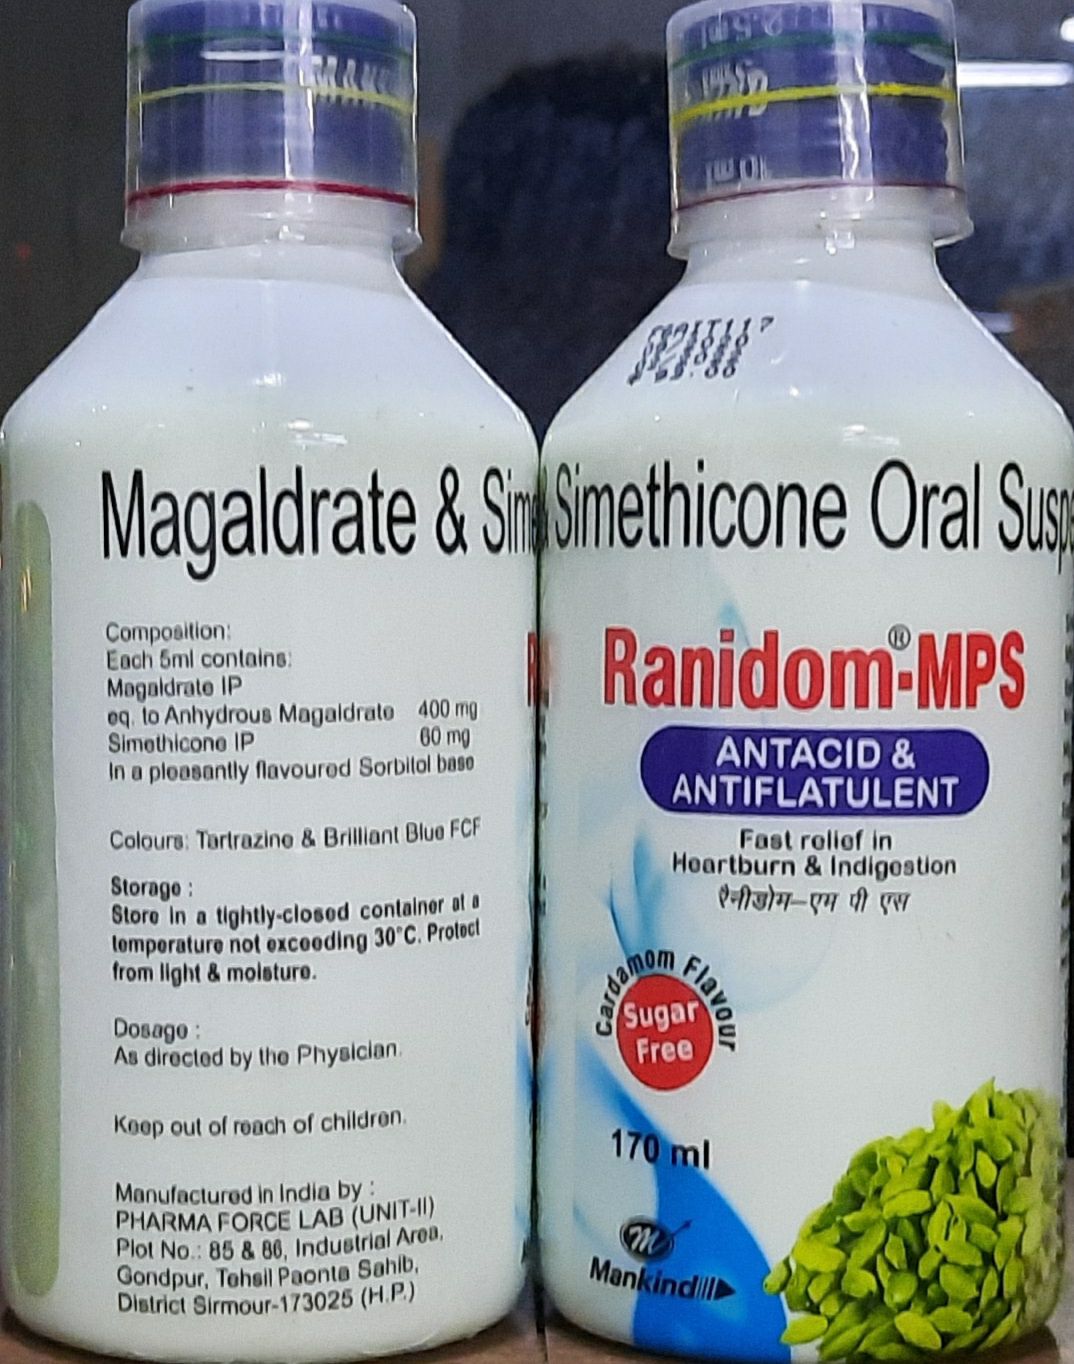 Magaldrate & Sim
Composition:
Each 5ml contains:
Magaldrate IP
eq. to Anhydrous Magaldrate 400 mg
Simethicone IP 60 mg
In a pleasantly flavoured Sorbitol base
Colours: Tartrazine & Brilliant Blue FCF
Storage :
Store in a tightly-closed container at a
temperature not exceeding 30°C. Protect
from light & moisture.
Dosage :
As directed by the Physician.
Keep out of reach of children.
Manufactured in India by :
PHARMA FORCE LAB (UNIT-II)
Plot No.: 85 & 86, Industrial Area,
Gondpur, Tehsil Paonta Sahib,
District Sirmour-173025 (H.P.)
Simethicone Oral Susp
Ranidom®-MPS
ANTACID &
ANTIFLATULENT
Fast relief in
Heartburn & Indigestion
रैनीडोम–एम पी एस
Cardamom Flavour
Sugar
Free
170 ml
Mankind